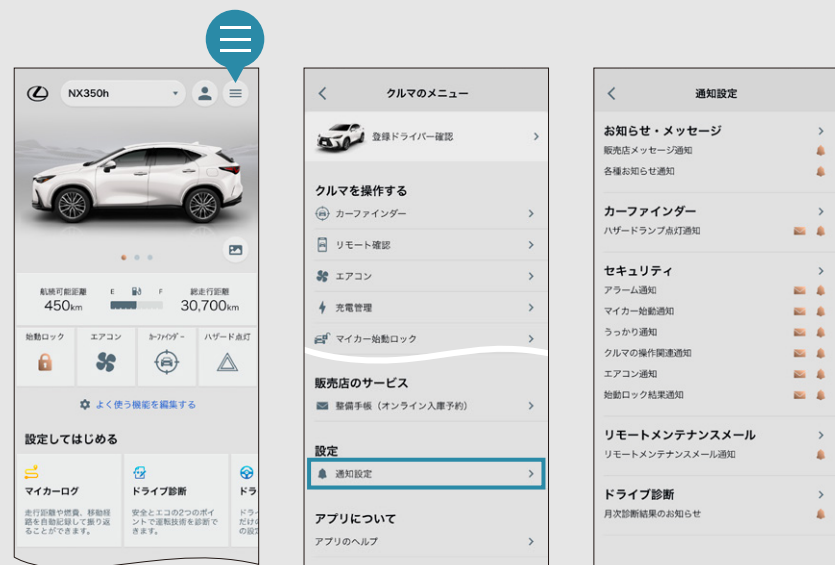 NX350h
航続可能距離
E
F
総走行距離
450km
30,700km
始動ロック
エアコン
カーファインダー
ハザード点灯
よく使う機能を編集する
設定してはじめる
マイカーログ
走行距離や燃費、移動経
路を自動記録して振り返
ることができます。
ドライブ診断
安全とエコの2つのポイ
ントで運転技術を診断で
きます。
ドラ
ドライ
だけの
の設定
クルマのメニュー
登録ドライバー確認
クルマを操作する
カーファインダー
リモート確認
エアコン
充電管理
マイカー始動ロック
販売店のサービス
整備手帳（オンライン入庫予約）
設定
通知設定
アプリについて
アプリのヘルプ
通知設定
お知らせ・メッセージ
販売店メッセージ通知
各種お知らせ通知
カーファインダー
ハザードランプ点灯通知
セキュリティ
アラーム通知
マイカー始動通知
うっかり通知
クルマの操作関連通知
エアコン通知
始動ロック結果通知
リモートメンテナンスメール
リモートメンテナンスメール通知
ドライブ診断
月次診断結果のお知らせ